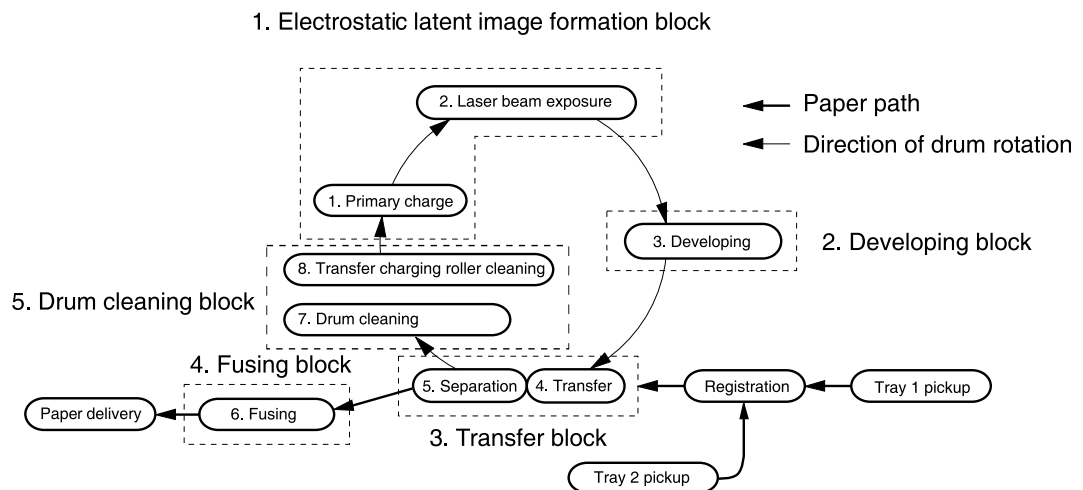 1. Electrostatic latent image formation block
2. Laser beam exposure
Paper path
Direction of drum rotation
1. Primary charge
3. Developing
2. Developing block
8. Transfer charging roller cleaning
5. Drum cleaning block
7. Drum cleaning
4. Fusing block
5. Separation
4. Transfer
Registration
Tray 1 pickup
Paper delivery
6. Fusing
3. Transfer block
Tray 2 pickup